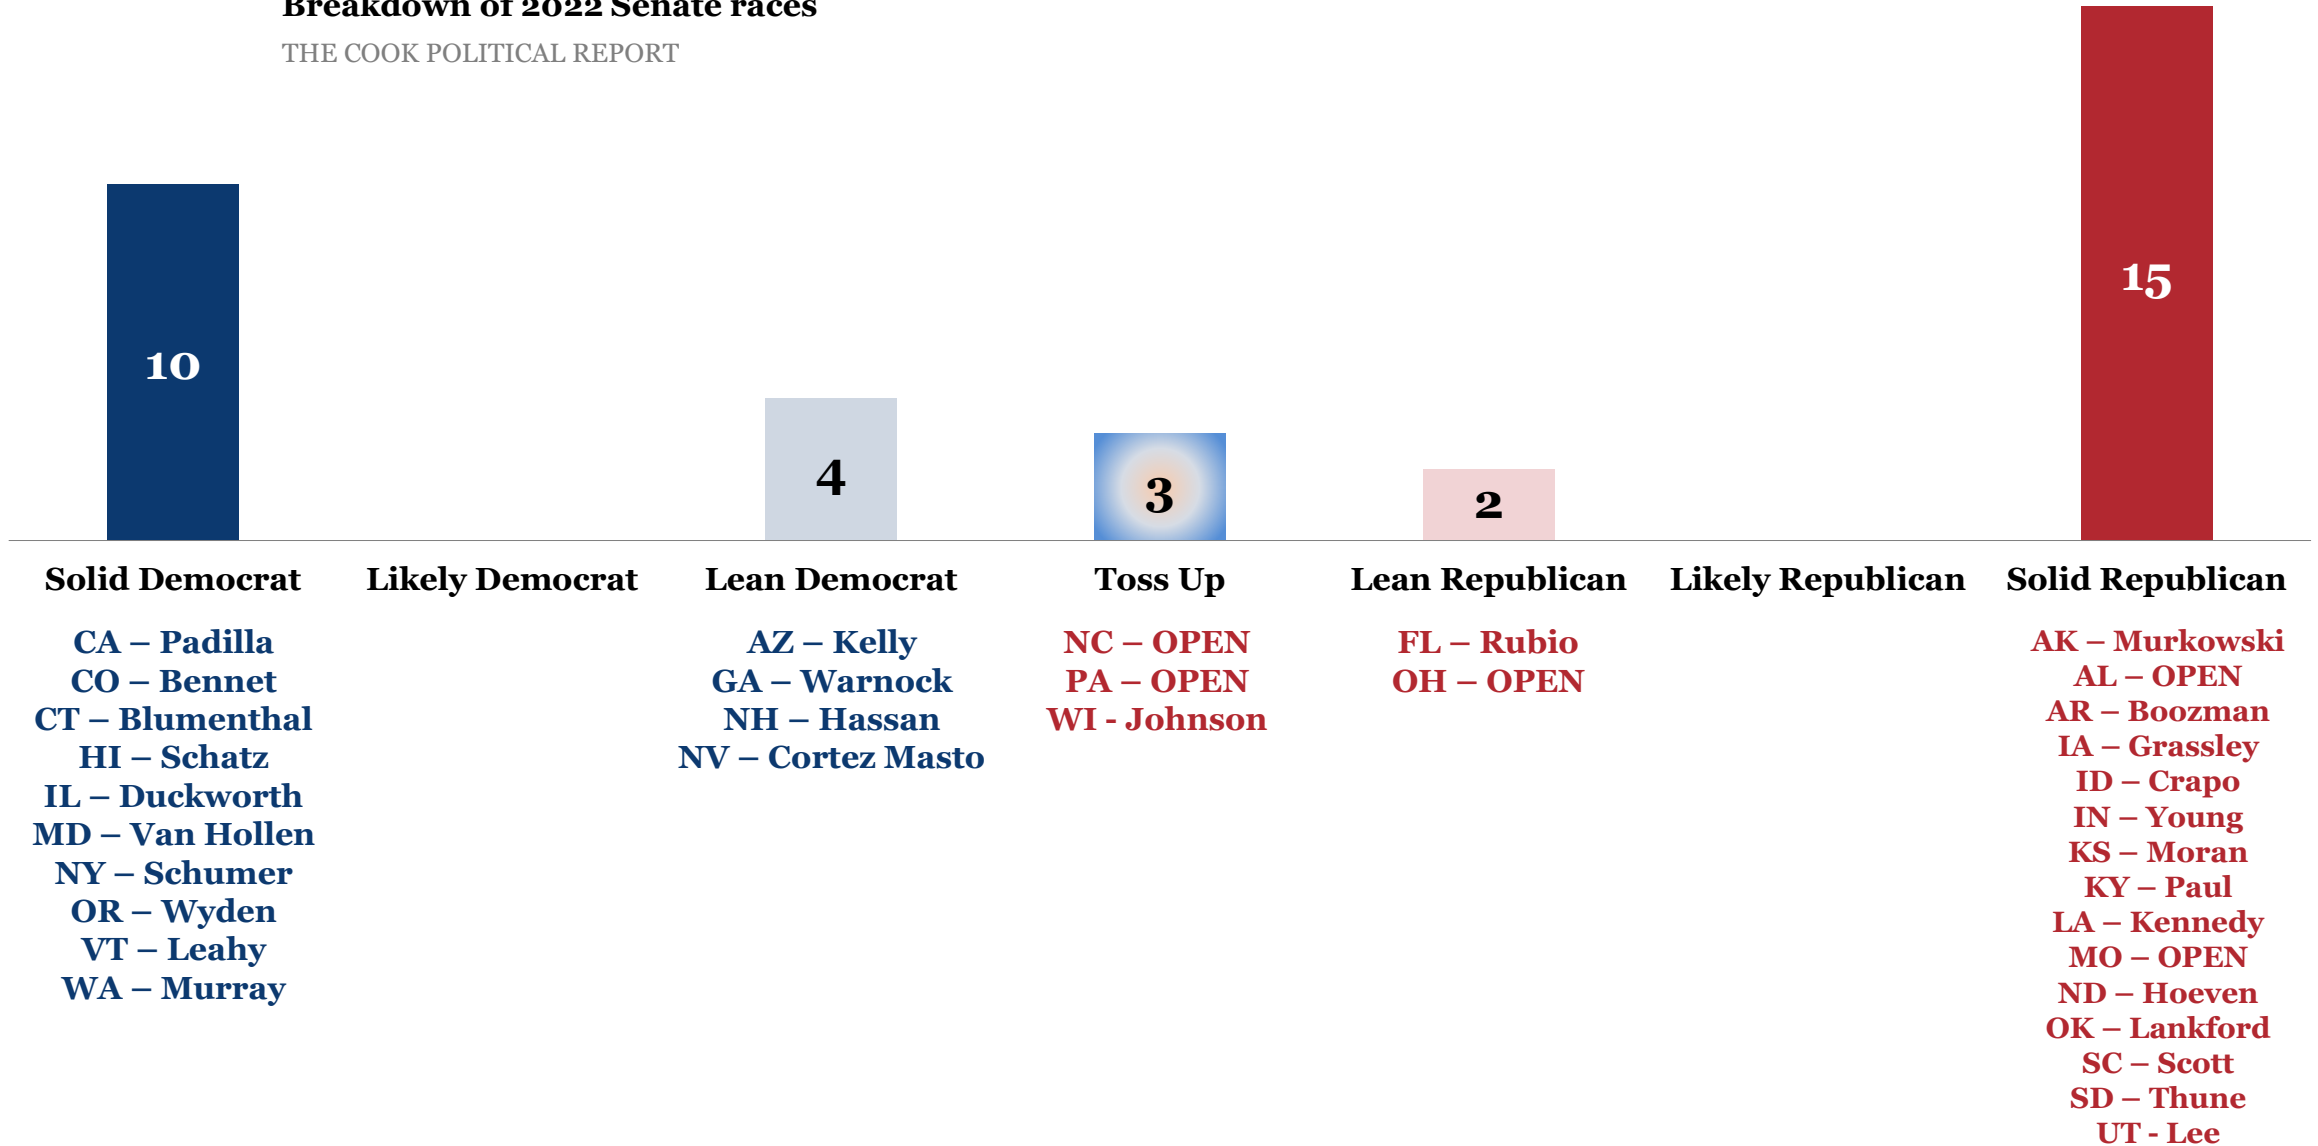 Breakdown of 2022 Senate races
THE COOK POLITICAL REPORT
10
4
3
2
15
Solid Democrat
Likely Democrat
Lean Democrat
Toss Up
Lean Republican
Likely Republican
Solid Republican
CA – Padilla
CO – Bennet
CT – Blumenthal
HI – Schatz
IL – Duckworth
MD – Van Hollen
NY – Schumer
OR – Wyden
VT – Leahy
WA – Murray
AZ – Kelly
GA – Warnock
NH – Hassan
NV – Cortez Masto
NC – OPEN
PA – OPEN
WI - Johnson
FL – Rubio
OH – OPEN
AK – Murkowski
AL – OPEN
AR – Boozman
IA – Grassley
ID – Crapo
IN – Young
KS – Moran
KY – Paul
LA – Kennedy
MO – OPEN
ND – Hoeven
OK – Lankford
SC – Scott
SD – Thune
UT - Lee